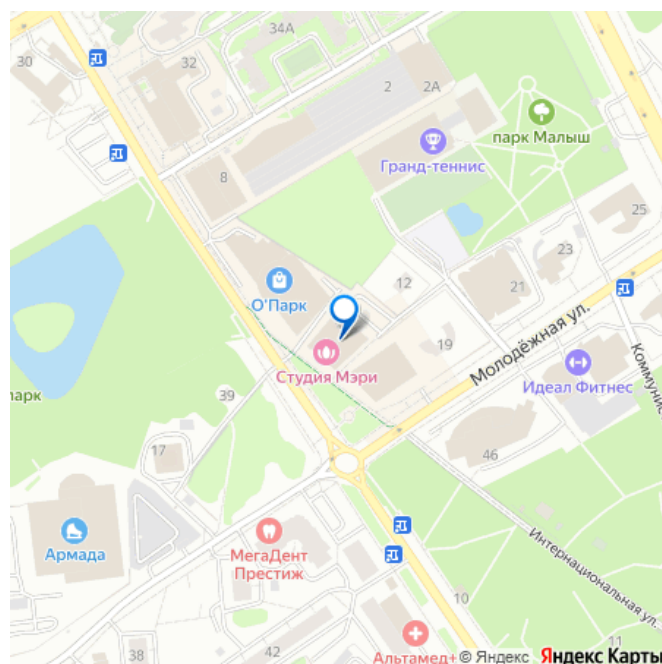 34А
30
32
2
2А
парк Малыш
Гранд-теннис
8
25
23
12
21
О'Парк
19
Молодёжная ул.
Студия Мэри
Идеал Фитнес
Коммунис
парк
39
17
46
Армада
МегаДент
Престиж
Интернациональная ул.
10
11
38
42
Альтамед+
© Яндекс Яндекс Карты